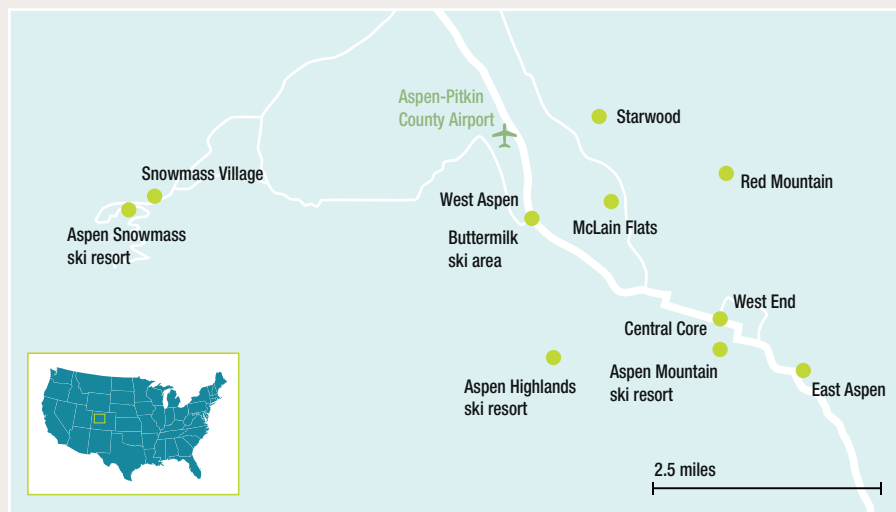 Aspen-Pitkin
County Airport
Starwood
Snowmass Village
Red Mountain
West Aspen
McLain Flats
Aspen Snowmass
ski resort
Buttermilk
ski area
West End
Central Core
Aspen Highlands
ski resort
Aspen Mountain
ski resort
East Aspen
2.5 miles